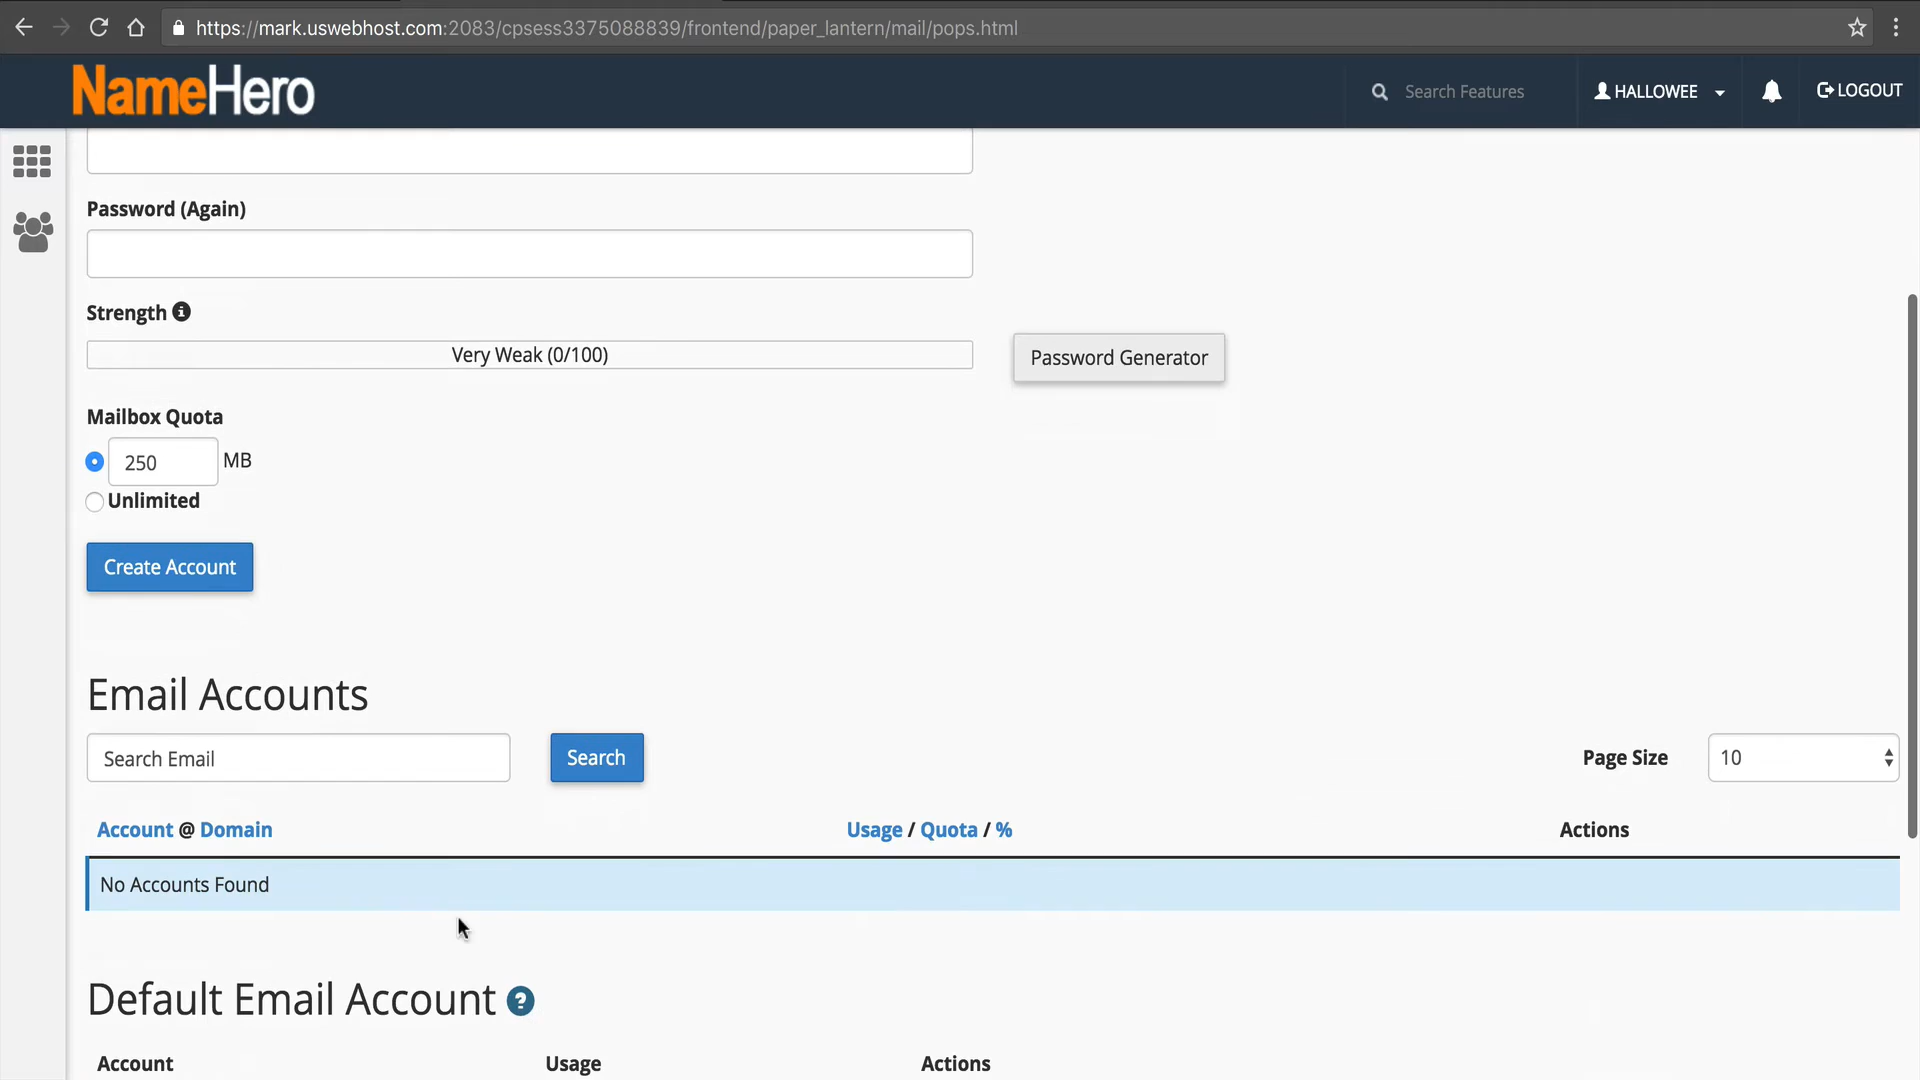 https://mark.uswebhost.com:2083/cpsess3375088839/frontend/paper_lantern/mail/pops.html
NameHero
Search Features
HALLOWEE
LOGOUT
Password (Again)
Strength
Very Weak (0/100)
Password Generator
Mailbox Quota
250 MB
Unlimited
Create Account
Email Accounts
Search Email
Search
Page Size
10
Account @ Domain
Usage / Quota / %
Actions
No Accounts Found
Default Email Account ?
Account
Usage
Actions